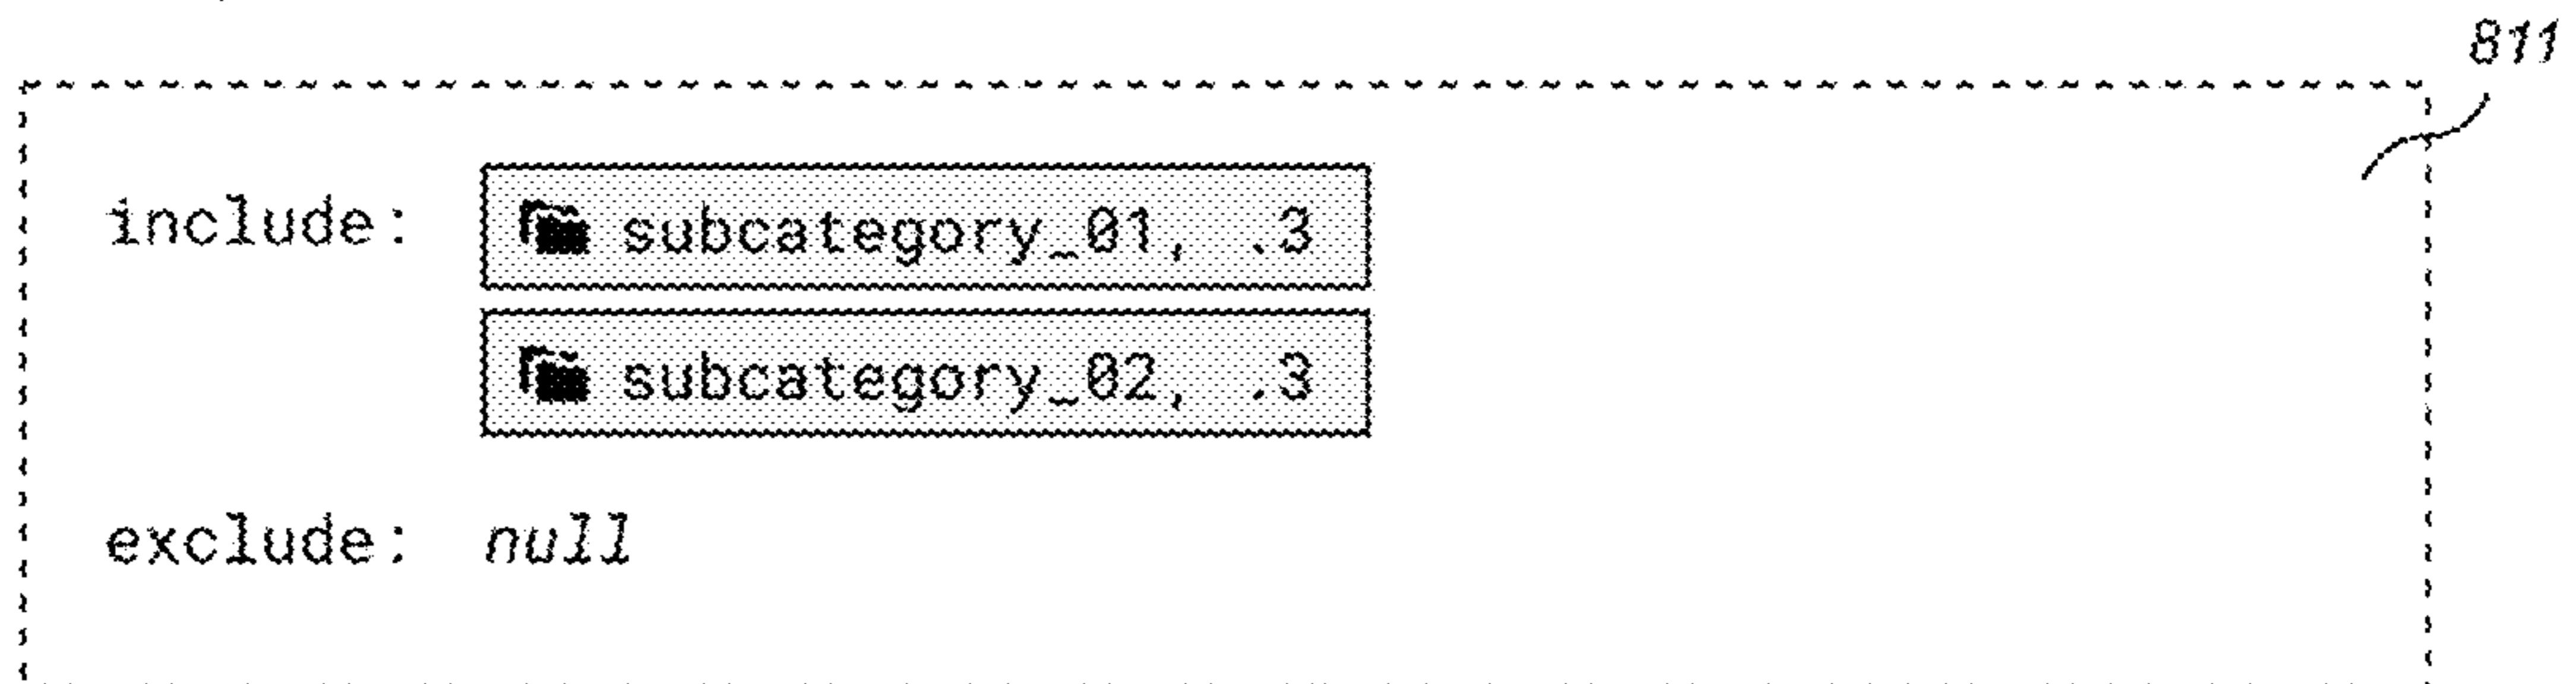 811
include: subcategory_01, .3
subcategory_02, .3
exclude: null